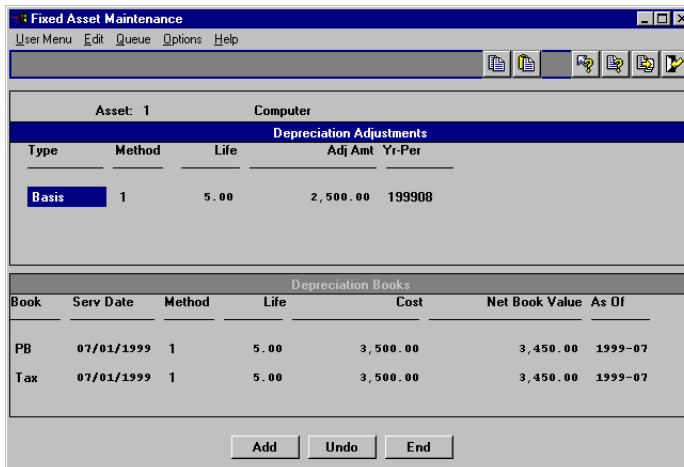 Fixed Asset Maintenance
User Menu Edit Queue Options Help
Asset: 1 Computer
Depreciation Adjustments
Type Method Life Adj Amt Yr-Per
Basis 1 5.00 2,500.00 199908
Depreciation Books
Book Serv Date Method Life Cost Net Book Value As Of
PB 07/01/1999 1 5.00 3,500.00 3,450.00 1999-07
Tax 07/01/1999 1 5.00 3,500.00 3,450.00 1999-07
Add Undo End